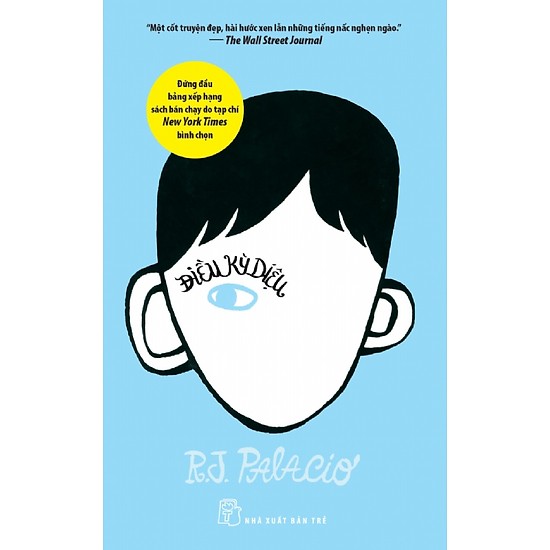 “Một cốt truyện đẹp, hài hước xen lẫn những tiếng nấc nghẹn ngào.”
— The Wall Street Journal
Đứng đầu
bảng xếp hạng
sách bán chạy do tạp chí
New York Times
bình chọn
ĐIỀU KỲ DIỆU
R.J. PALACIO
NHÀ XUẤT BẢN TRẺ